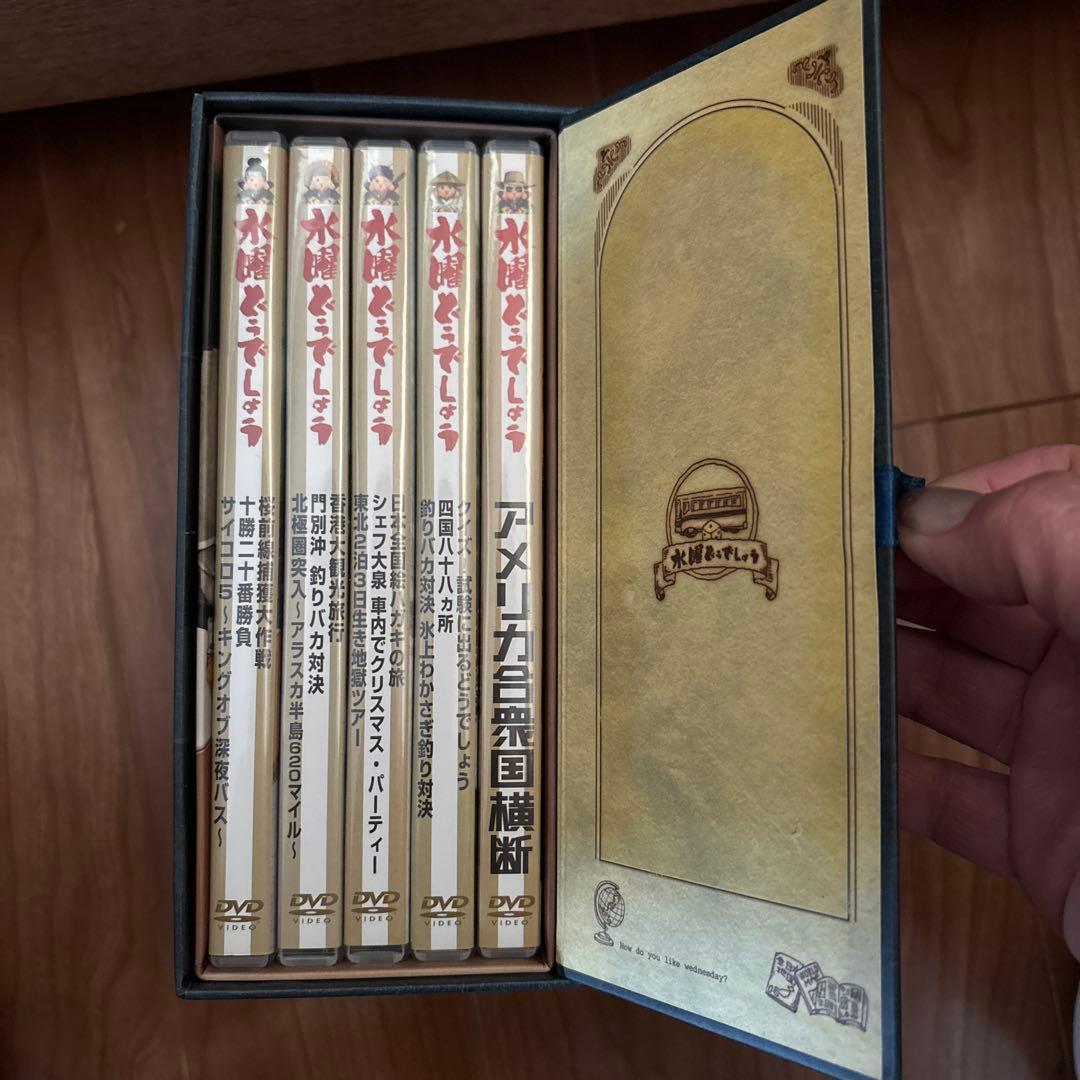 水曜どうでしょう
桜前線捕獲大作戦
十勝二十番勝負
サイコロ5～キングオブ深夜バス～
DVD
VIDEO
水曜どうでしょう
香港大観光旅行
門別沖 釣りバカ対決
北極圏突入～アラスカ半島620マイル～
DVD
VIDEO
水曜どうでしょう
日本全国絵ハガキの旅
シェフ大泉 車内でクリスマス・パーティー
東北2泊3日生き地獄ツアー
DVD
VIDEO
水曜どうでしょう
クイズ!試験に出るどうでしょう
四国八十八ヵ所
釣りバカ対決 氷上わかさぎ釣り対決
DVD
VIDEO
水曜どうでしょう
アメリカ合衆国横断
DVD
VIDEO
水曜どうでしょう
How do you like wednesday?